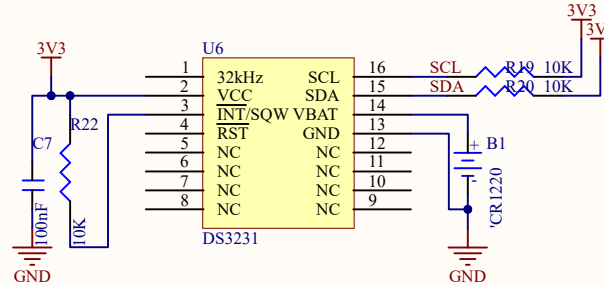 3V3
3V3
3V3
U6
1 32kHz SCL 16 SCL R19 10K
2 VCC SDA 15 SDA R20 10K
3 INT/SQW VBAT 14
4 RST GND 13
5 NC NC 12
6 NC NC 11
7 NC NC 10
8 NC NC 9
DS3231
C7
100nF
R22
10K
GND
+ B1
-
'CR1220
GND